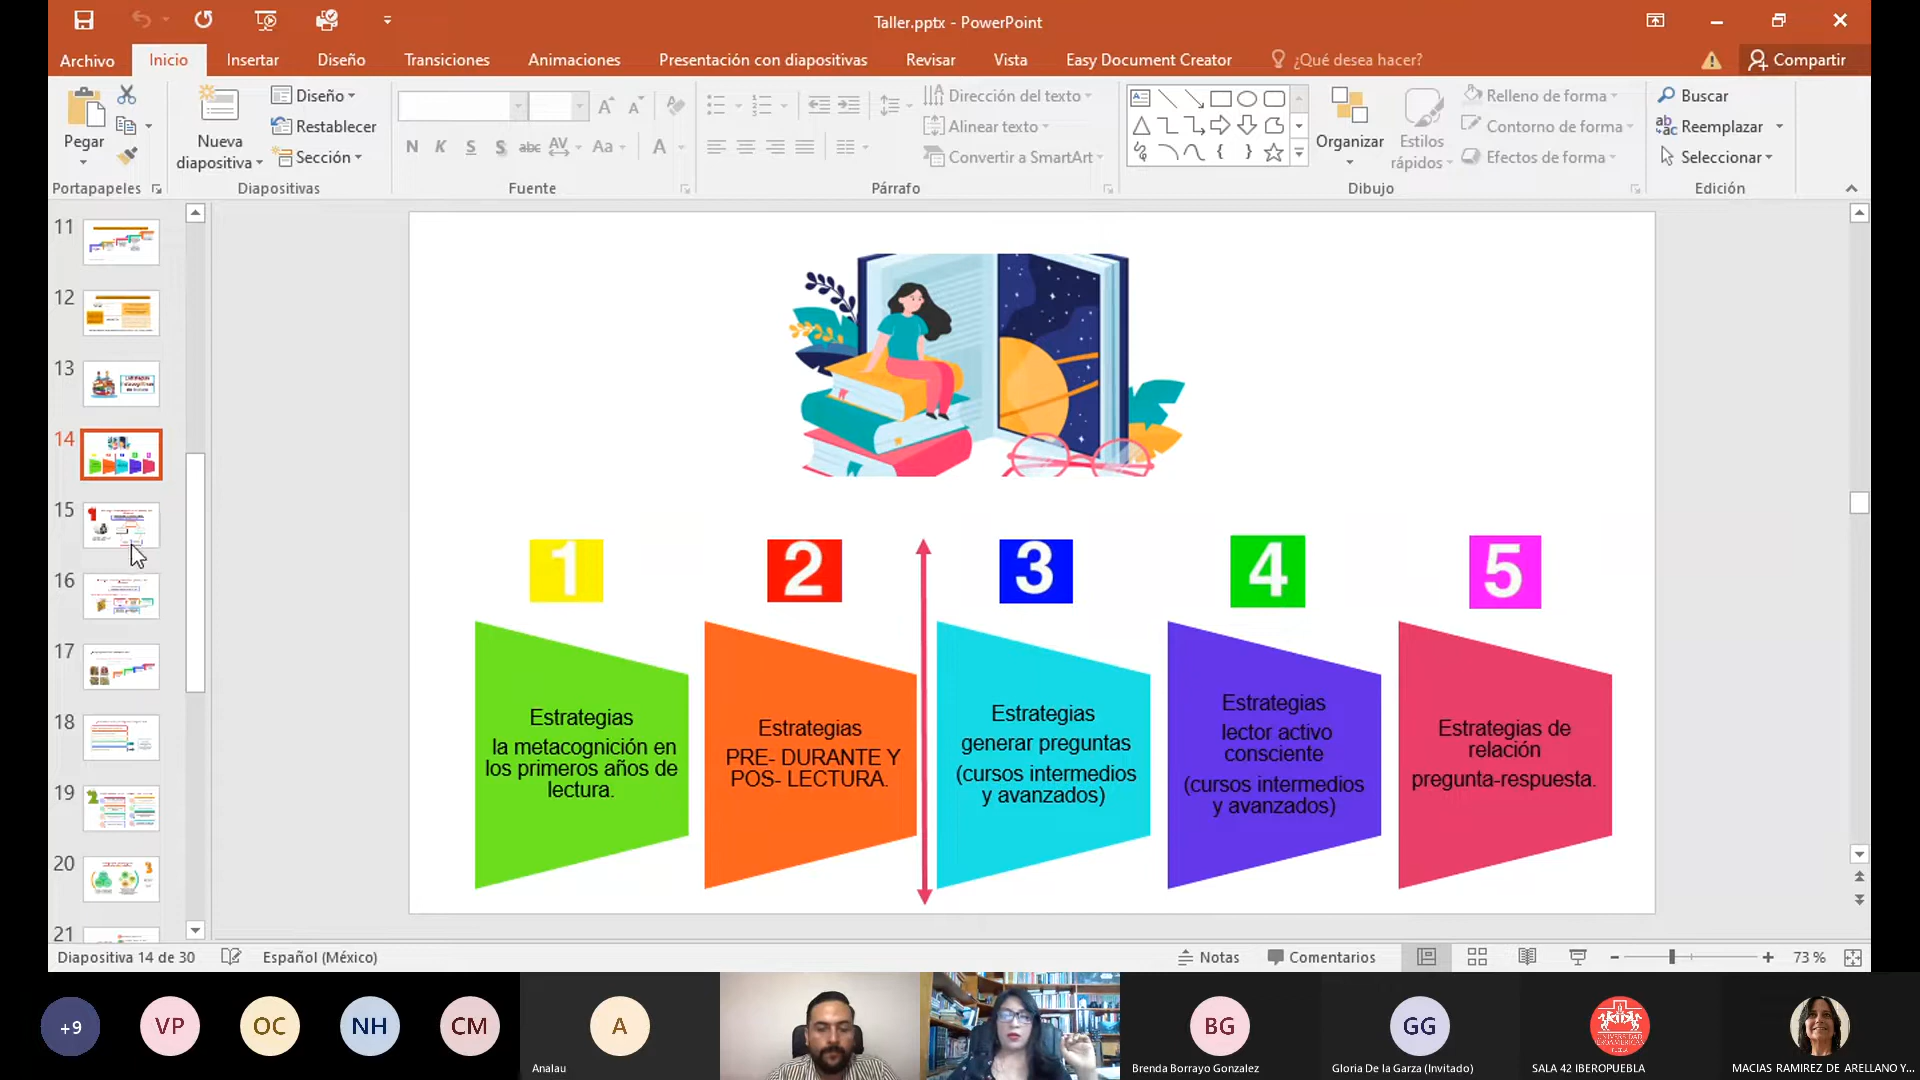 Taller.pptx - PowerPoint
Archivo
Inicio
Insertar
Diseño
Transiciones
Animaciones
Presentación con diapositivas
Revisar
Vista
Easy Document Creator
¿Qué desea hacer?
Compartir
Pegar
Nueva
diapositiva
Diseño
Restablecer
Sección
N K S S abc AV Aa A
Dirección del texto
Alinear texto
Convertir a SmartArt
Organizar
Estilos
rápidos
Relleno de forma
Contorno de forma
Efectos de forma
Buscar
Reemplazar
Seleccionar
Portapapeles
Diapositivas
Fuente
Párrafo
Dibujo
Edición
11
12
13
14
15
16
17
18
19
20
21
1
2
3
4
5
Estrategias
la metacognición en
los primeros años de
lectura.
Estrategias
PRE- DURANTE Y
POS- LECTURA.
Estrategias
generar preguntas
(cursos intermedios
y avanzados)
Estrategias
lector activo
consciente
(cursos intermedios
y avanzados)
Estrategias de
relación
pregunta-respuesta.
Diapositiva 14 de 30
Español (México)
Notas
Comentarios
73 %
+9
VP
OC
NH
CM
A
Analau
BG
Brenda Borrayo Gonzalez
GG
Gloria De la Garza (Invitado)
SALA 42 IBEROPUEBLA
MACIAS RAMIREZ DE ARELLANO Y...